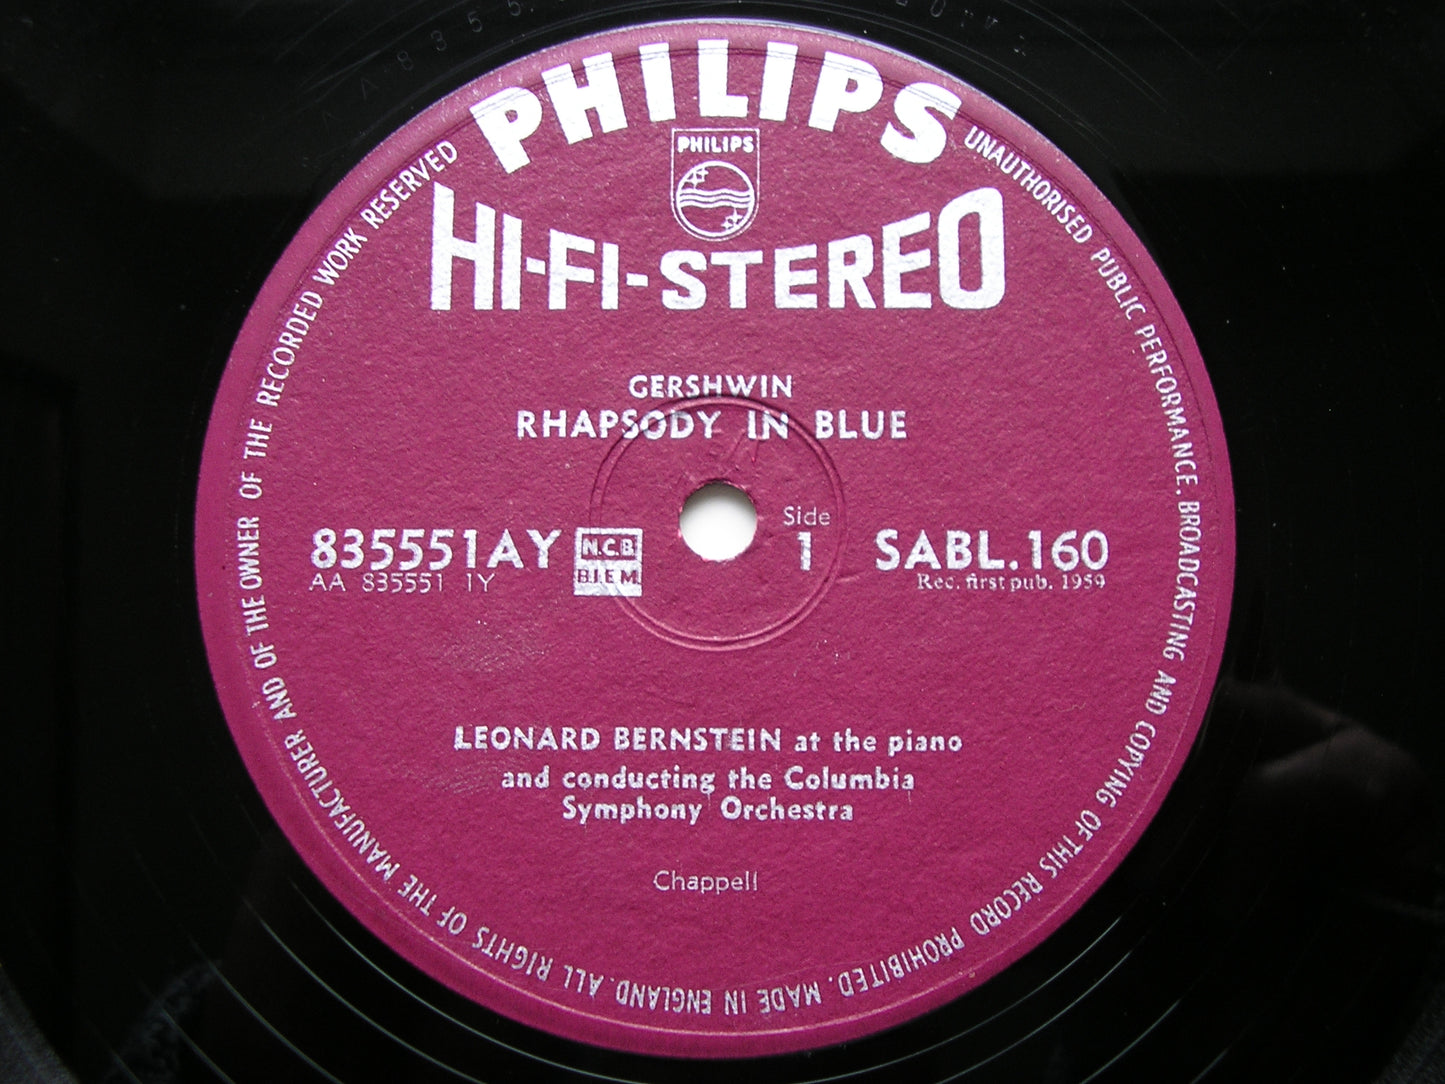 PHILIPS
PHILIPS
HI-FI-STEREO
GERSHWIN
RHAPSODY IN BLUE
835551AY
AA 835551 1Y
N.C.B
B.I.E.M
Side
1
SABL.160
Rec. first pub. 1959
LEONARD BERNSTEIN at the piano
and conducting the Columbia
Symphony Orchestra
Chappell
ALL RIGHTS OF THE MANUFACTURER AND OF THE OWNER OF THE RECORDED WORK RESERVED
UNAUTHORISED PUBLIC PERFORMANCE. BROADCASTING AND COPYING OF THIS RECORD PROHIBITED. MADE IN ENGLAND.